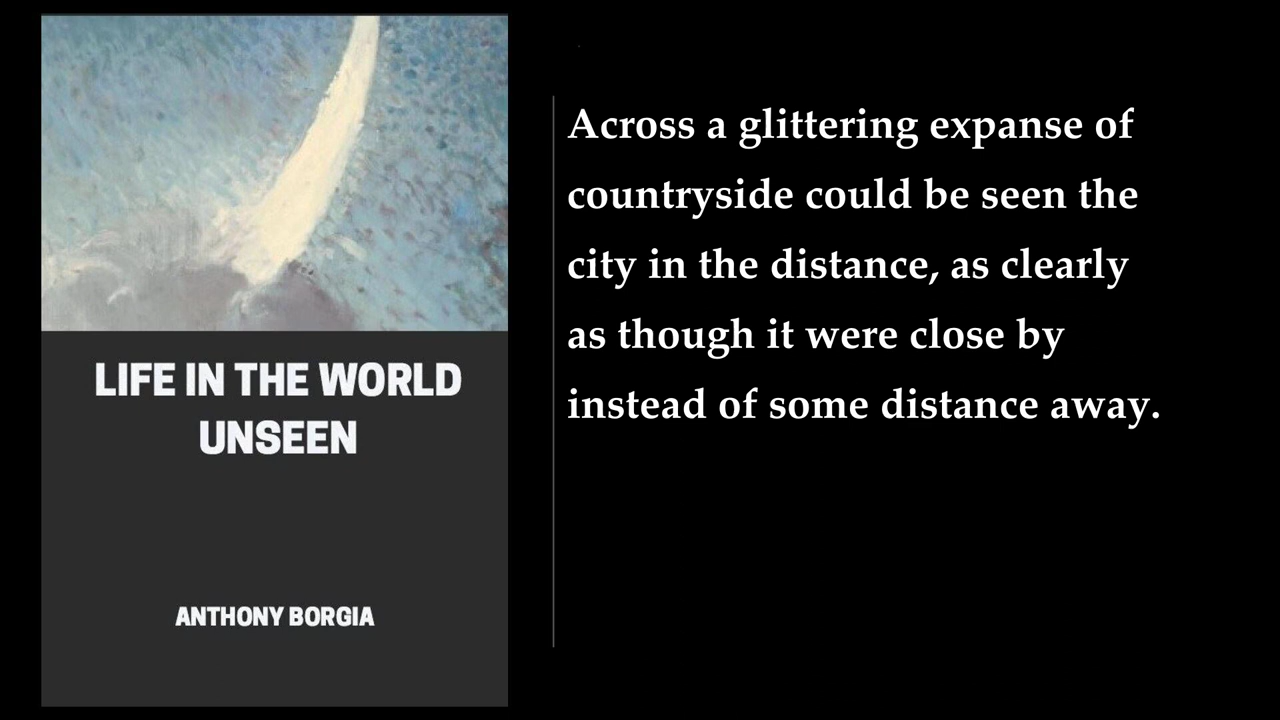 LIFE IN THE WORLD
UNSEEN
ANTHONY BORGIA
Across a glittering expanse of
countryside could be seen the
city in the distance, as clearly
as though it were close by
instead of some distance away.